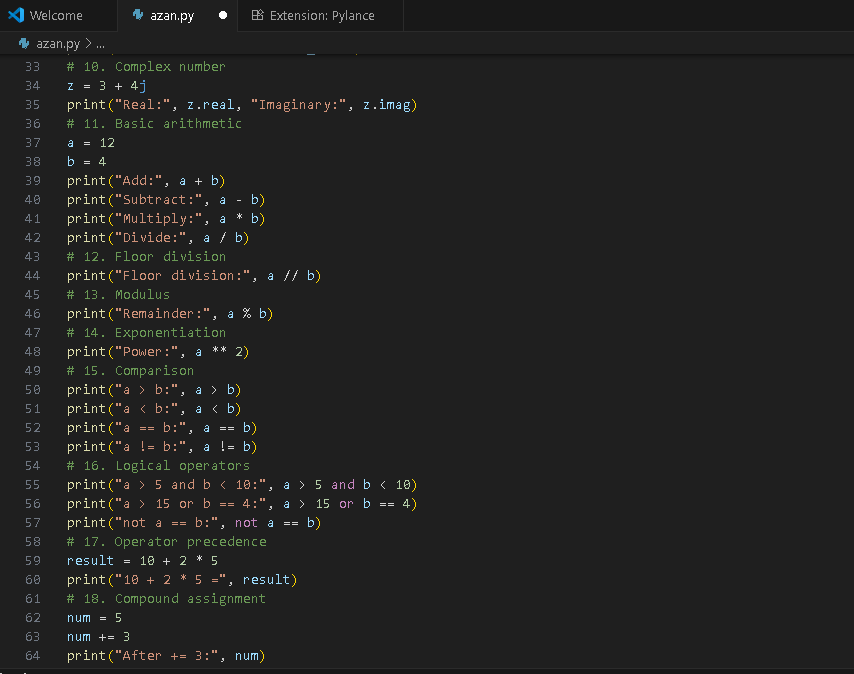 Welcome
azan.py
Extension: Pylance
azan.py > ...
33 # 10. Complex number
34 z = 3 + 4j
35 print("Real:", z.real, "Imaginary:", z.imag)
36 # 11. Basic arithmetic
37 a = 12
38 b = 4
39 print("Add:", a + b)
40 print("Subtract:", a - b)
41 print("Multiply:", a * b)
42 print("Divide:", a / b)
43 # 12. Floor division
44 print("Floor division:", a // b)
45 # 13. Modulus
46 print("Remainder:", a % b)
47 # 14. Exponentiation
48 print("Power:", a ** 2)
49 # 15. Comparison
50 print("a > b:", a > b)
51 print("a < b:", a < b)
52 print("a == b:", a == b)
53 print("a != b:", a != b)
54 # 16. Logical operators
55 print("a > 5 and b < 10:", a > 5 and b < 10)
56 print("a > 15 or b == 4:", a > 15 or b == 4)
57 print("not a == b:", not a == b)
58 # 17. Operator precedence
59 result = 10 + 2 * 5
60 print("10 + 2 * 5 =", result)
61 # 18. Compound assignment
62 num = 5
63 num += 3
64 print("After += 3:", num)